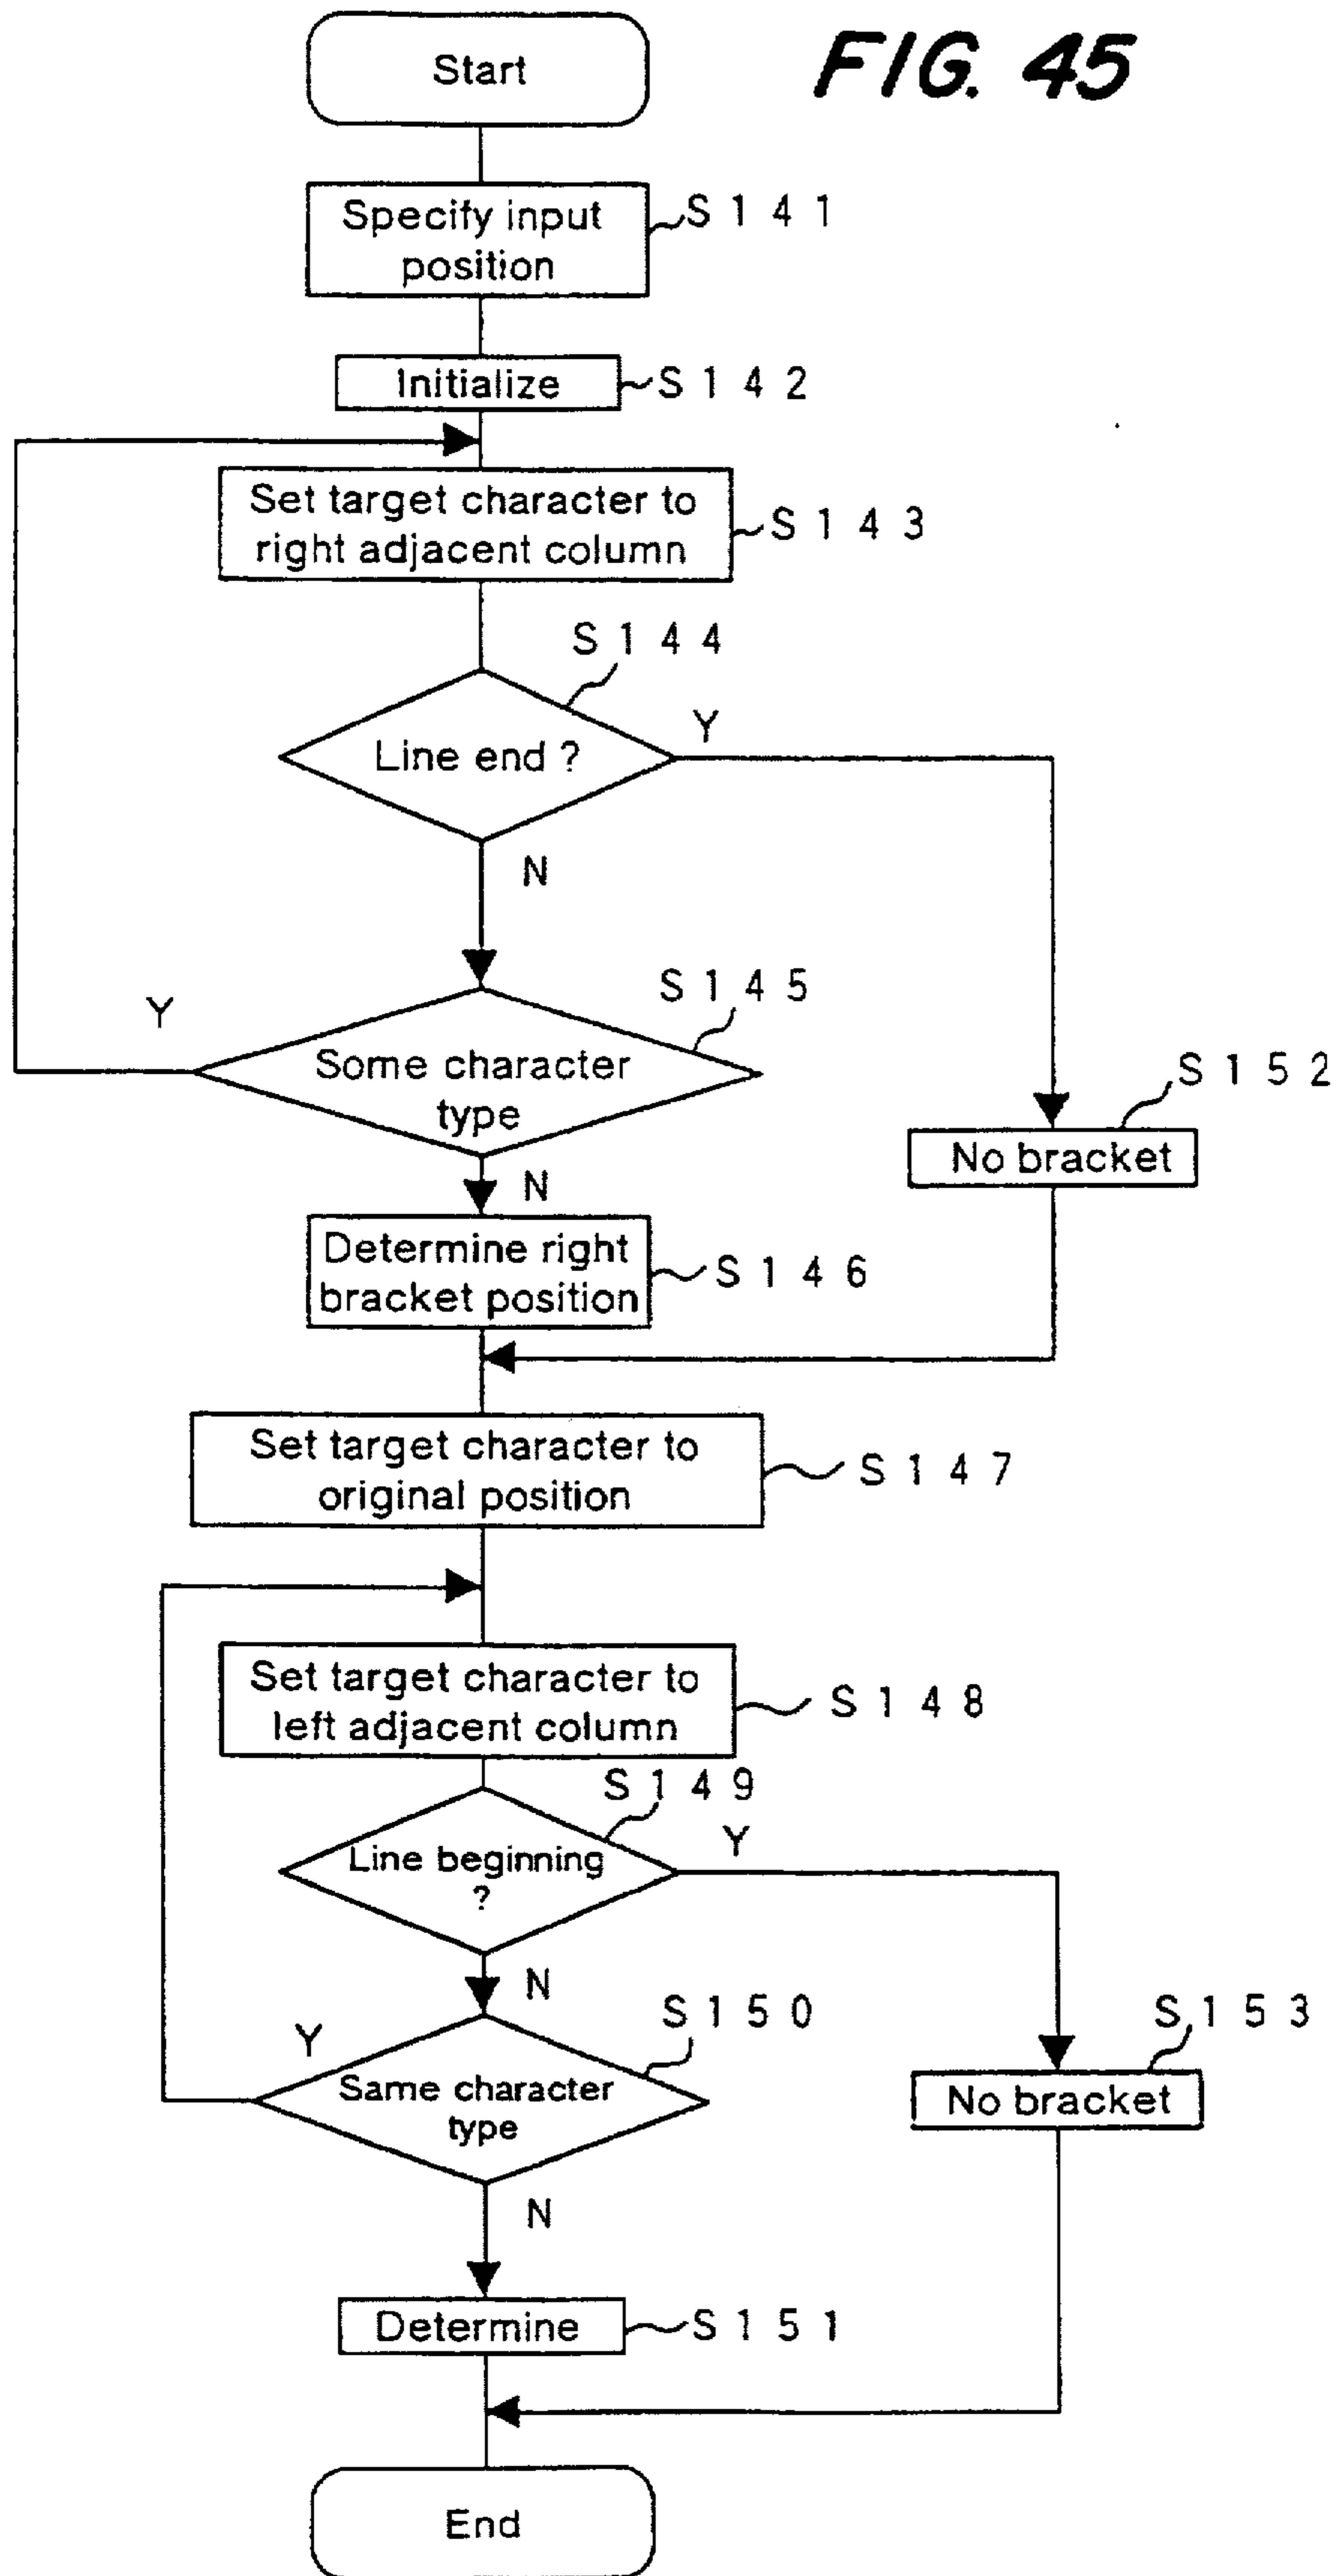 FIG. 45
Start
Specify input
position
S141
Initialize
S142
Set target character to
right adjacent column
S143
S144
Line end ?
Y
N
S145
Y
Some character
type
S152
No bracket
N
Determine right
bracket position
S146
Set target character to
original position
S147
Set target character to
left adjacent column
S148
S149
Line beginning
?
Y
N
S150
Y
Same character
type
S153
No bracket
N
Determine
S151
End